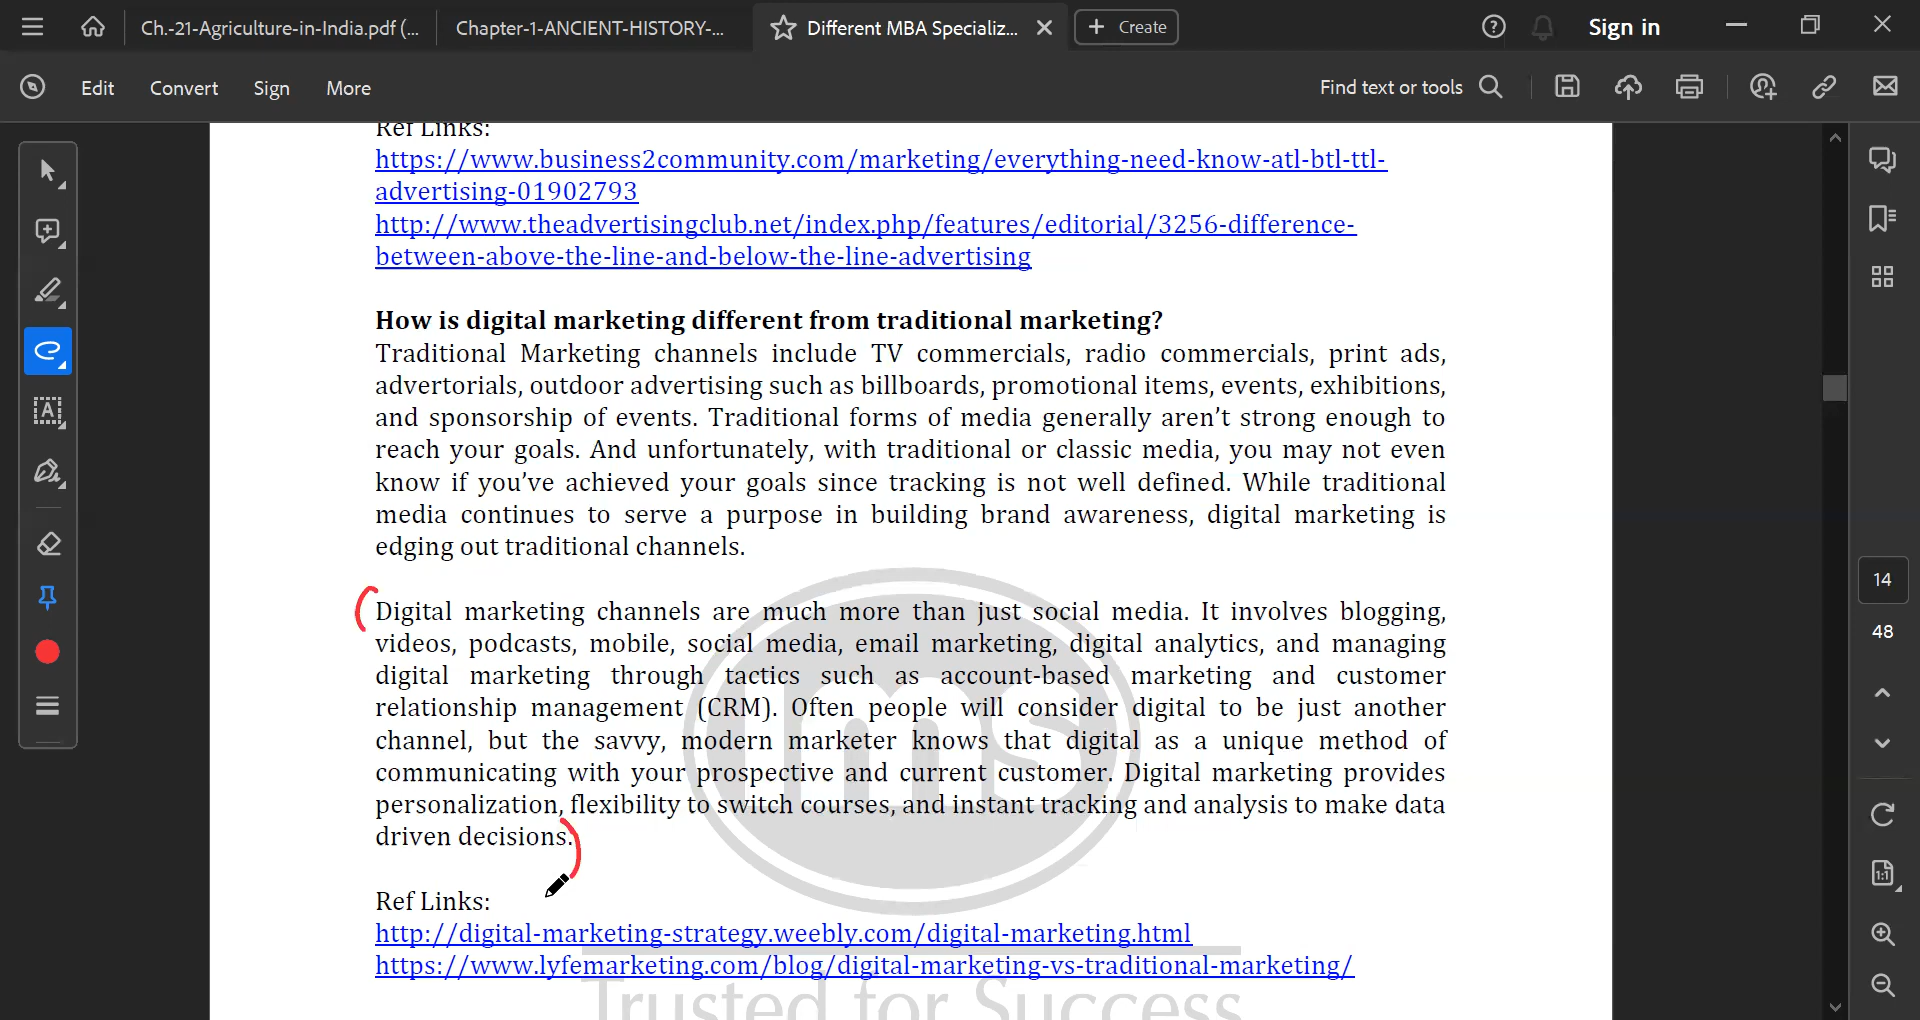 Ch.-21-Agriculture-in-India.pdf (...
Chapter-1-ANCIENT-HISTORY-...
Different MBA Specializ...
Create
Sign in
Edit
Convert
Sign
More
Find text or tools
Ref Links:
https://www.business2community.com/marketing/everything-need-know-atl-btl-ttl-
advertising-01902793
http://www.theadvertisingclub.net/index.php/features/editorial/3256-difference-
between-above-the-line-and-below-the-line-advertising
How is digital marketing different from traditional marketing?
Traditional Marketing channels include TV commercials, radio commercials, print ads,
advertorials, outdoor advertising such as billboards, promotional items, events, exhibitions,
and sponsorship of events. Traditional forms of media generally aren’t strong enough to
reach your goals. And unfortunately, with traditional or classic media, you may not even
know if you’ve achieved your goals since tracking is not well defined. While traditional
media continues to serve a purpose in building brand awareness, digital marketing is
edging out traditional channels.
Digital marketing channels are much more than just social media. It involves blogging,
videos, podcasts, mobile, social media, email marketing, digital analytics, and managing
digital marketing through tactics such as account-based marketing and customer
relationship management (CRM). Often people will consider digital to be just another
channel, but the savvy, modern marketer knows that digital as a unique method of
communicating with your prospective and current customer. Digital marketing provides
personalization, flexibility to switch courses, and instant tracking and analysis to make data
driven decisions.
Ref Links:
http://digital-marketing-strategy.weebly.com/digital-marketing.html
https://www.lyfemarketing.com/blog/digital-marketing-vs-traditional-marketing/
ims
Trusted for Success
14
48
1:1
A